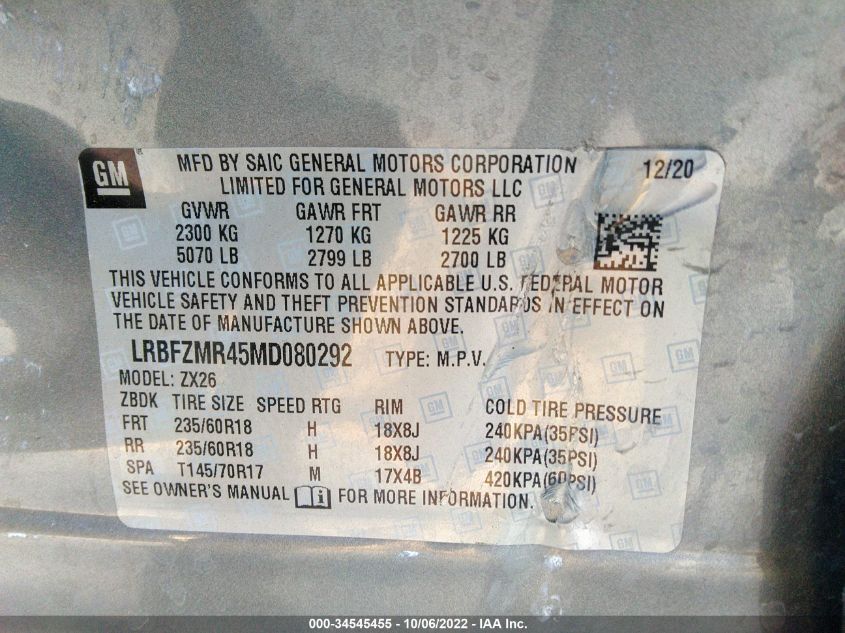 GM
MFD BY SAIC GENERAL MOTORS CORPORATION 12/20
LIMITED FOR GENERAL MOTORS LLC
GVWR GAWR FRT GAWR RR
2300 KG 1270 KG 1225 KG
5070 LB 2799 LB 2700 LB
THIS VEHICLE CONFORMS TO ALL APPLICABLE U.S. FEDERAL MOTOR
VEHICLE SAFETY AND THEFT PREVENTION STANDARDS IN EFFECT ON
THE DATE OF MANUFACTURE SHOWN ABOVE.
LRBFZMR45MD080292 TYPE: M.P.V.
MODEL: ZX26
ZBDK TIRE SIZE SPEED RTG RIM COLD TIRE PRESSURE
FRT 235/60R18 H 18X8J 240KPA(35PSI)
RR 235/60R18 H 18X8J 240KPA(35PSI)
SPA T145/70R17 M 17X4B 420KPA(60PSI)
SEE OWNER'S MANUAL FOR MORE INFORMATION.
000-34545455 - 10/06/2022 - IAA Inc.